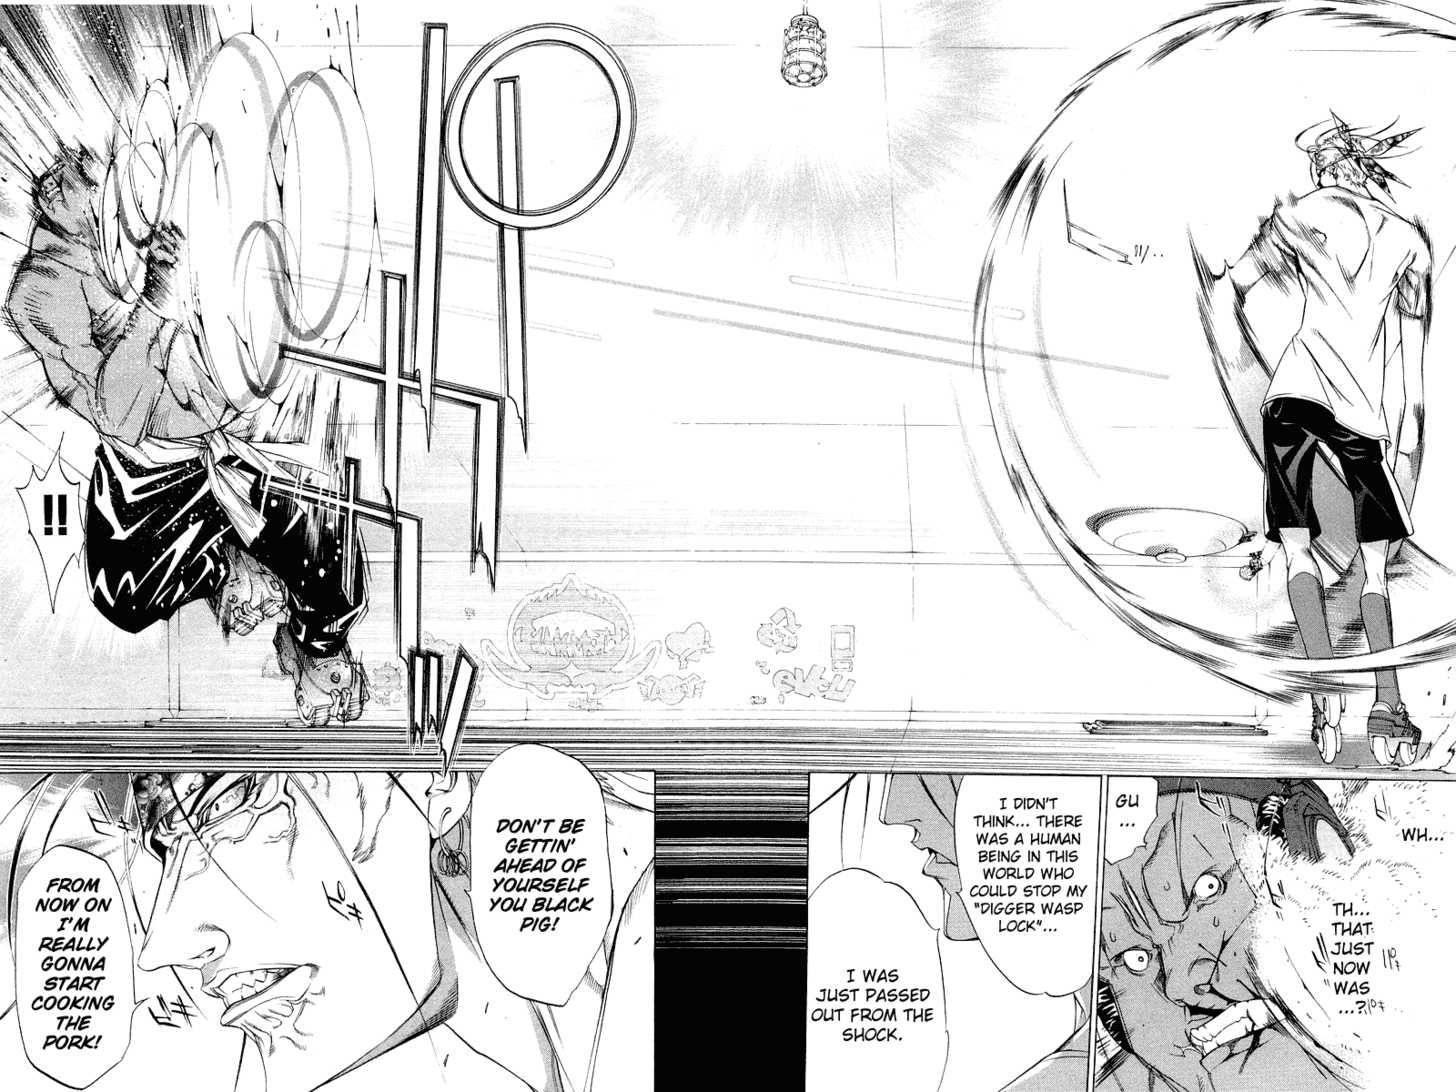 !!
GU
...
WH...
TH...
THAT
JUST
NOW
WAS
...?
I DIDN'T
THINK... THERE
WAS A HUMAN
BEING IN THIS
WORLD WHO
COULD STOP MY
"DIGGER WASP
LOCK"...
I WAS
JUST PASSED
OUT FROM THE
SHOCK.
DON'T BE
GETTIN'
AHEAD OF
YOURSELF
YOU BLACK
PIG!
FROM
NOW ON
I'M
REALLY
GONNA
START
COOKING
THE
PORK!